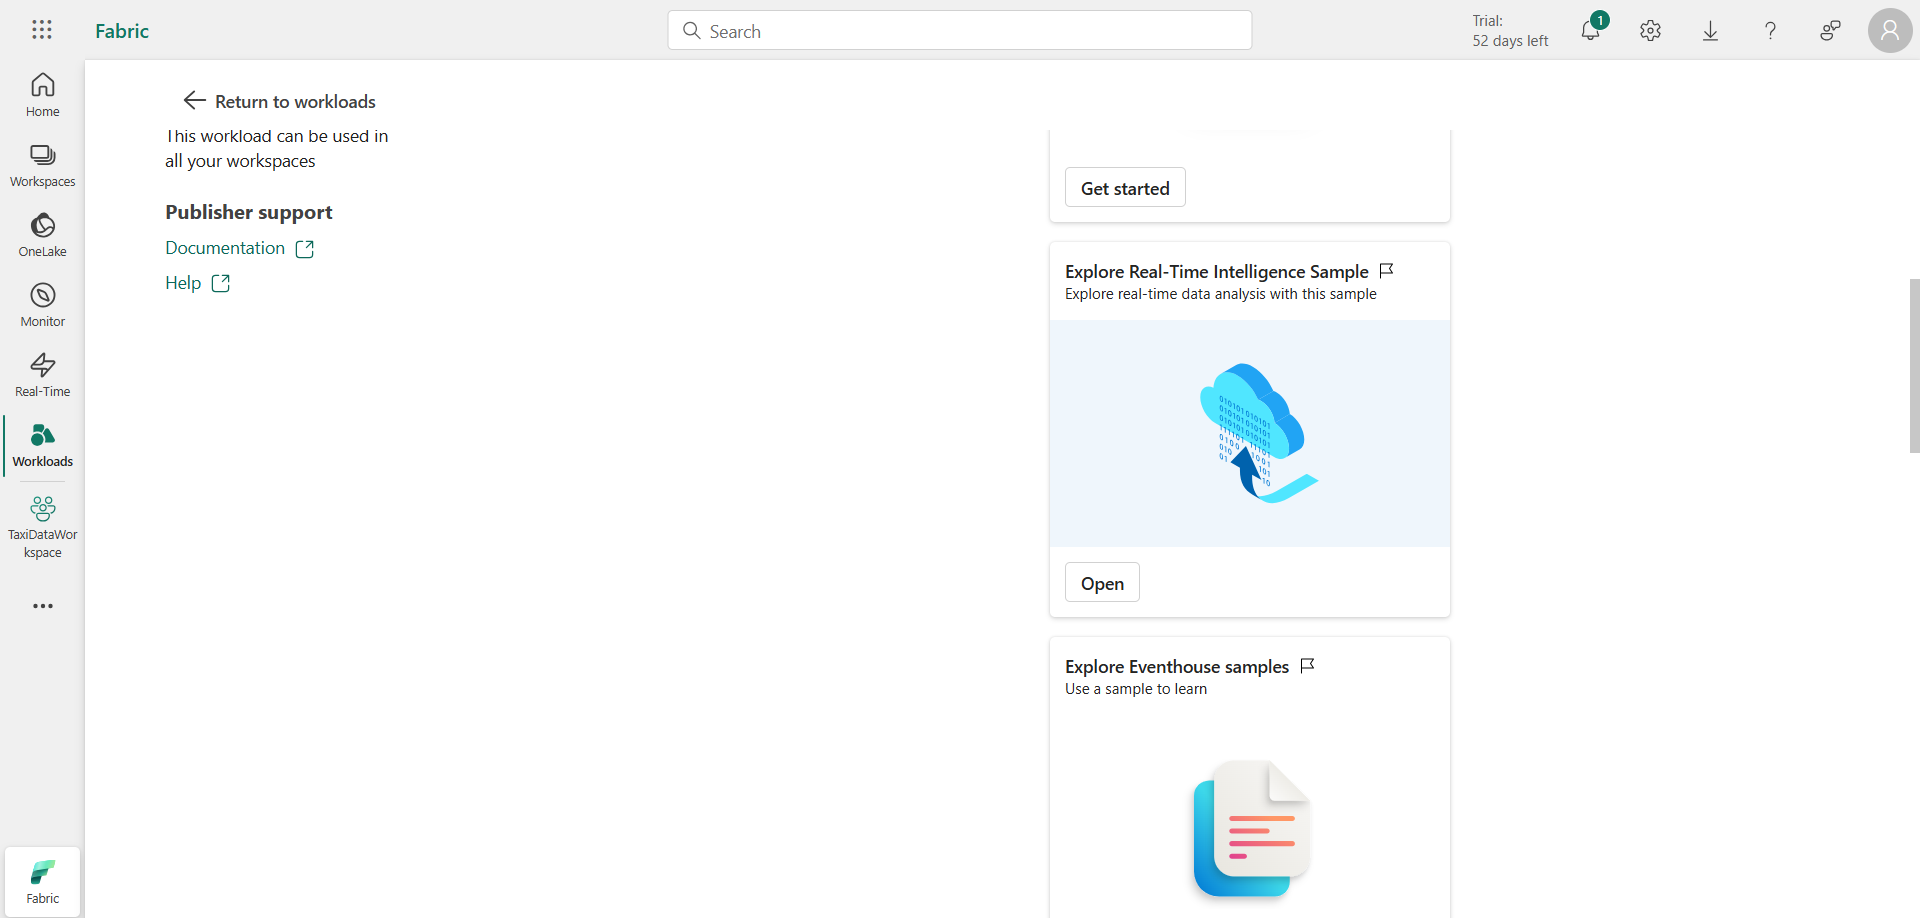 Fabric
Search
Trial:
52 days left
1
Home
Workspaces
OneLake
Monitor
Real-Time
Workloads
TaxiDataWor
kspace
Fabric
Return to workloads
This workload can be used in
all your workspaces
Publisher support
Documentation
Help
Get started
Explore Real-Time Intelligence Sample
Explore real-time data analysis with this sample
Open
Explore Eventhouse samples
Use a sample to learn